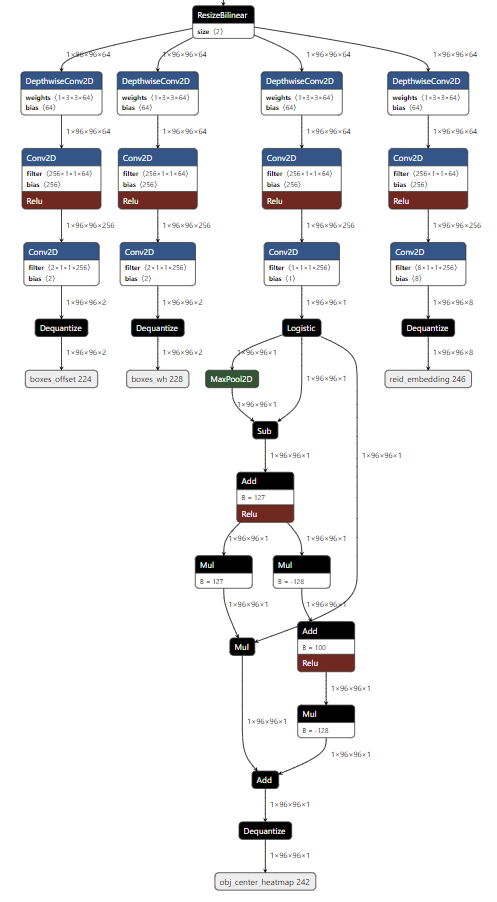 ResizeBilinear
size ⟨2⟩
1×96×96×64
1×96×96×64
1×96×96×64
1×96×96×64
DepthwiseConv2D
weights ⟨1×3×3×64⟩
bias ⟨64⟩
DepthwiseConv2D
weights ⟨1×3×3×64⟩
bias ⟨64⟩
DepthwiseConv2D
weights ⟨1×3×3×64⟩
bias ⟨64⟩
DepthwiseConv2D
weights ⟨1×3×3×64⟩
bias ⟨64⟩
1×96×96×64
1×96×96×64
1×96×96×64
1×96×96×64
Conv2D
filter ⟨256×1×1×64⟩
bias ⟨256⟩
Relu
Conv2D
filter ⟨256×1×1×64⟩
bias ⟨256⟩
Relu
Conv2D
filter ⟨256×1×1×64⟩
bias ⟨256⟩
Relu
Conv2D
filter ⟨256×1×1×64⟩
bias ⟨256⟩
Relu
1×96×96×256
1×96×96×256
1×96×96×256
1×96×96×256
Conv2D
filter ⟨2×1×1×256⟩
bias ⟨2⟩
Conv2D
filter ⟨2×1×1×256⟩
bias ⟨2⟩
Conv2D
filter ⟨1×1×1×256⟩
bias ⟨1⟩
Conv2D
filter ⟨8×1×1×256⟩
bias ⟨8⟩
1×96×96×2
1×96×96×2
1×96×96×1
1×96×96×8
Dequantize
Dequantize
Logistic
Dequantize
1×96×96×2
1×96×96×2
1×96×96×1
1×96×96×8
boxes_offset 224
boxes_wh 228
MaxPool2D
1×96×96×1
reid_embedding 246
1×96×96×1
Sub
1×96×96×1
1×96×96×1
Add
B = 127
Relu
1×96×96×1
1×96×96×1
Mul
B = 127
Mul
B = -128
1×96×96×1
1×96×96×1
Mul
Add
B = 100
Relu
1×96×96×1
Mul
B = -128
1×96×96×1
1×96×96×1
Add
1×96×96×1
Dequantize
1×96×96×1
obj_center_heatmap 242